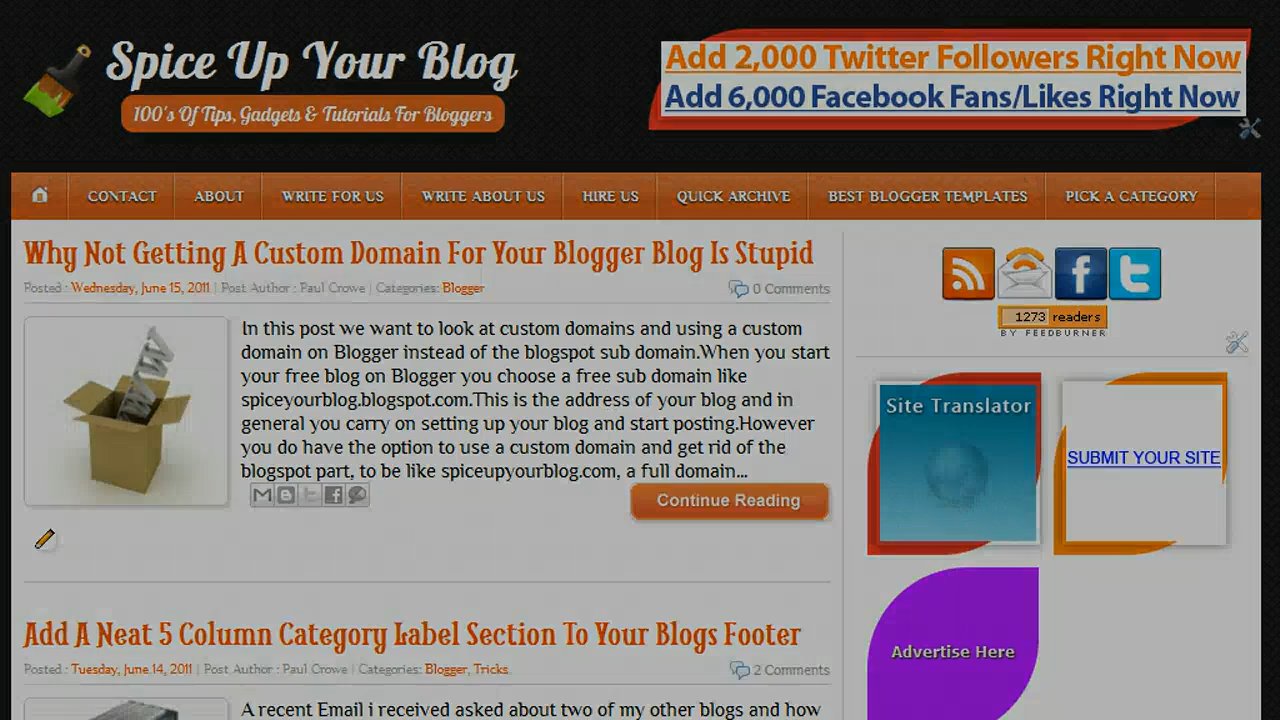 Spice Up Your Blog
100's Of Tips, Gadgets & Tutorials For Bloggers
Add 2,000 Twitter Followers Right Now
Add 6,000 Facebook Fans/Likes Right Now
CONTACT ABOUT WRITE FOR US WRITE ABOUT US HIRE US QUICK ARCHIVE BEST BLOGGER TEMPLATES PICK A CATEGORY
Why Not Getting A Custom Domain For Your Blogger Blog Is Stupid
Posted : Wednesday, June 15, 2011 | Post Author : Paul Crowe | Categories: Blogger
0 Comments
WWW
In this post we want to look at custom domains and using a custom
domain on Blogger instead of the blogspot sub domain.When you start
your free blog on Blogger you choose a free sub domain like
spiceyourblog.blogspot.com.This is the address of your blog and in
general you carry on setting up your blog and start posting.However
you do have the option to use a custom domain and get rid of the
blogspot part, to be like spiceupyourblog.com, a full domain...
Continue Reading
Add A Neat 5 Column Category Label Section To Your Blogs Footer
Posted : Tuesday, June 14, 2011 | Post Author : Paul Crowe | Categories: Blogger, Tricks
2 Comments
A recent Email i received asked about two of my other blogs and how
1273 readers
BY FEEDBURNER
Site Translator
SUBMIT YOUR SITE
Advertise Here